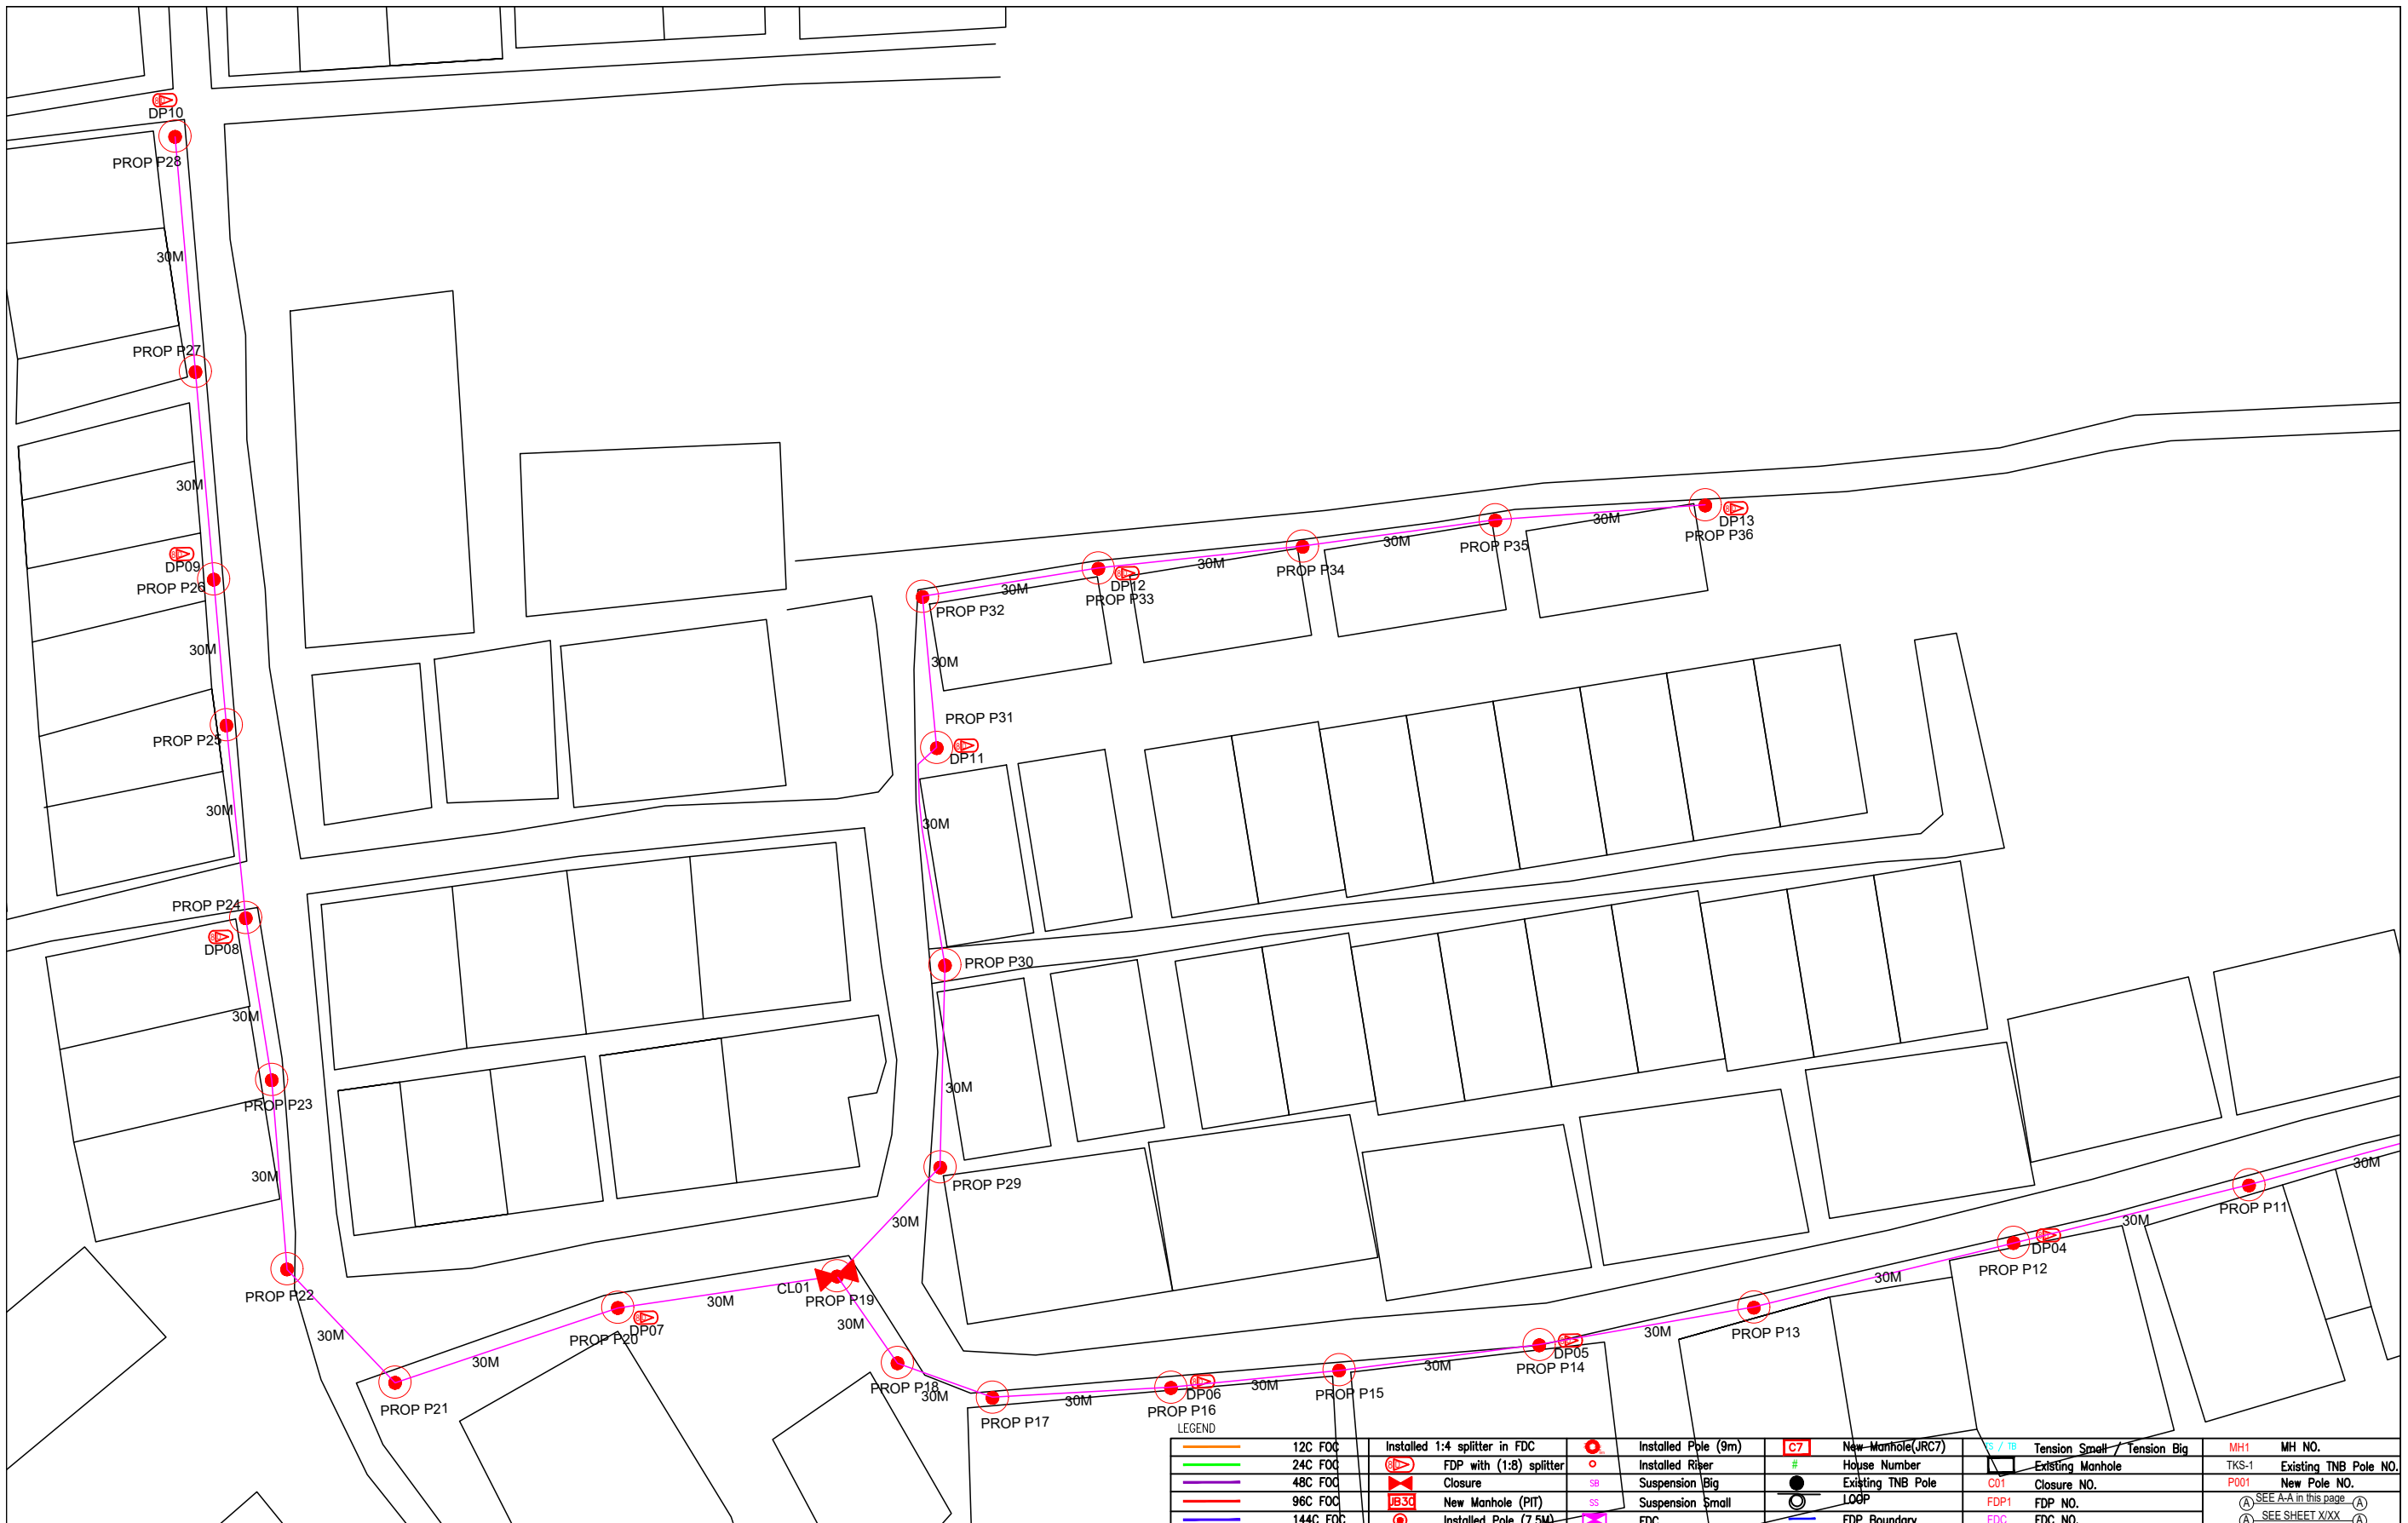 DP10
PROP P28
30M
PROP P27
30M
DP09
PROP P26
30M
PROP P25
30M
PROP P24
DP08
30M
PROP P23
30M
PROP P22
30M
PROP P21
30M
PROP P20
DP07
30M
CL01
PROP P19
30M
PROP P18
30M
PROP P17
30M
DP06
PROP P16
30M
PROP P15
30M
DP05
PROP P14
30M
PROP P13
30M
DP04
PROP P12
30M
PROP P11
30M
30M
PROP P29
30M
PROP P30
30M
DP11
PROP P31
30M
PROP P32
30M
DP12
PROP P33
30M
PROP P34
30M
PROP P35
30M
DP13
PROP P36
LEGEND
12C FOC
24C FOC
48C FOC
96C FOC
144C FOC
Installed 1:4 splitter in FDC
FDP with (1:8) splitter
Closure
JB30 New Manhole (PIT)
Installed Pole (7.5M)
Installed Pole (9m)
Installed Riser
SB Suspension Big
SS Suspension Small
FDC
C7 New Manhole(JRC7)
# House Number
Existing TNB Pole
LOOP
FDP Boundary
TS / TB Tension Small / Tension Big
Existing Manhole
C01 Closure NO.
FDP1 FDP NO.
FDC FDC NO.
MH1 MH NO.
TKS-1 Existing TNB Pole NO.
P001 New Pole NO.
A SEE A-A in this page A
A SEE SHEET X/XX A